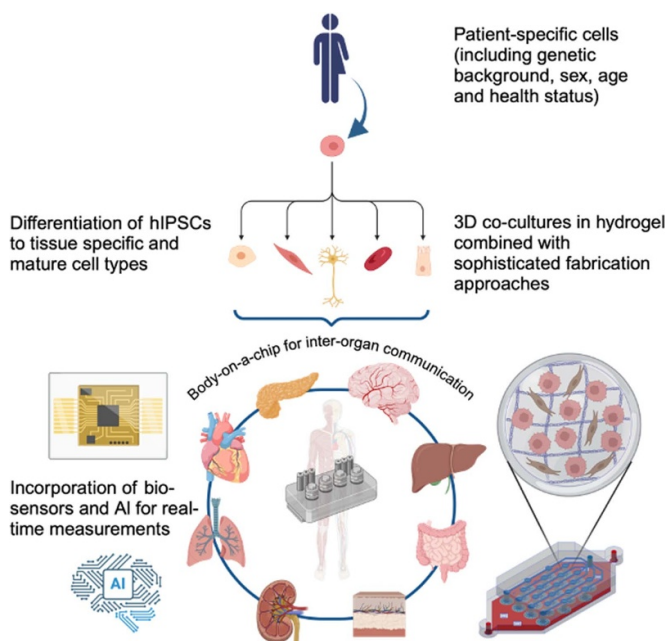 Patient-specific cells
(including genetic
background, sex, age
and health status)
Differentiation of hIPSCs
to tissue specific and
mature cell types
3D co-cultures in hydrogel
combined with
sophisticated fabrication
approaches
Body-on-a-chip for inter-organ communication
Incorporation of bio-
sensors and AI for real-
time measurements
AI